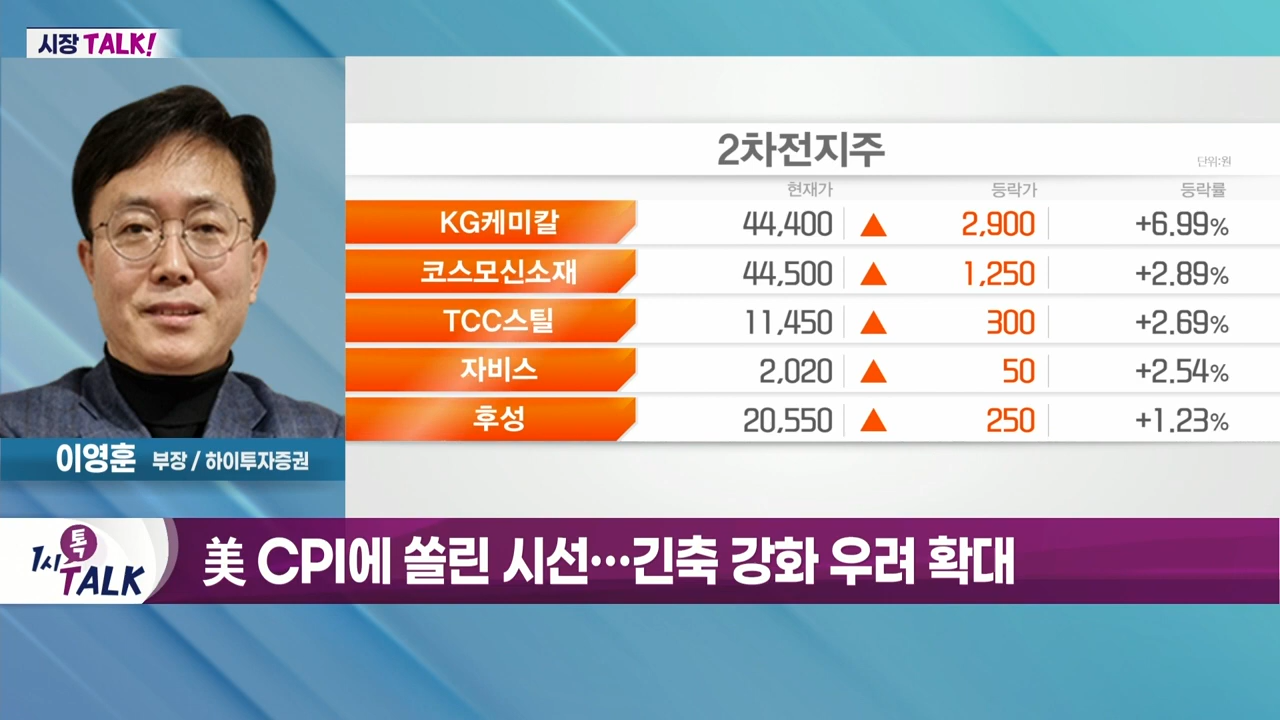 시장 TALK!
2차전지주
단위:원
현재가 등락가 등락률
KG케미칼 44,400 ▲ 2,900 +6.99%
코스모신소재 44,500 ▲ 1,250 +2.89%
TCC스틸 11,450 ▲ 300 +2.69%
자비스 2,020 ▲ 50 +2.54%
후성 20,550 ▲ 250 +1.23%
이영훈 부장 / 하이투자증권
1시 톡 TALK
美 CPI에 쏠린 시선…긴축 강화 우려 확대